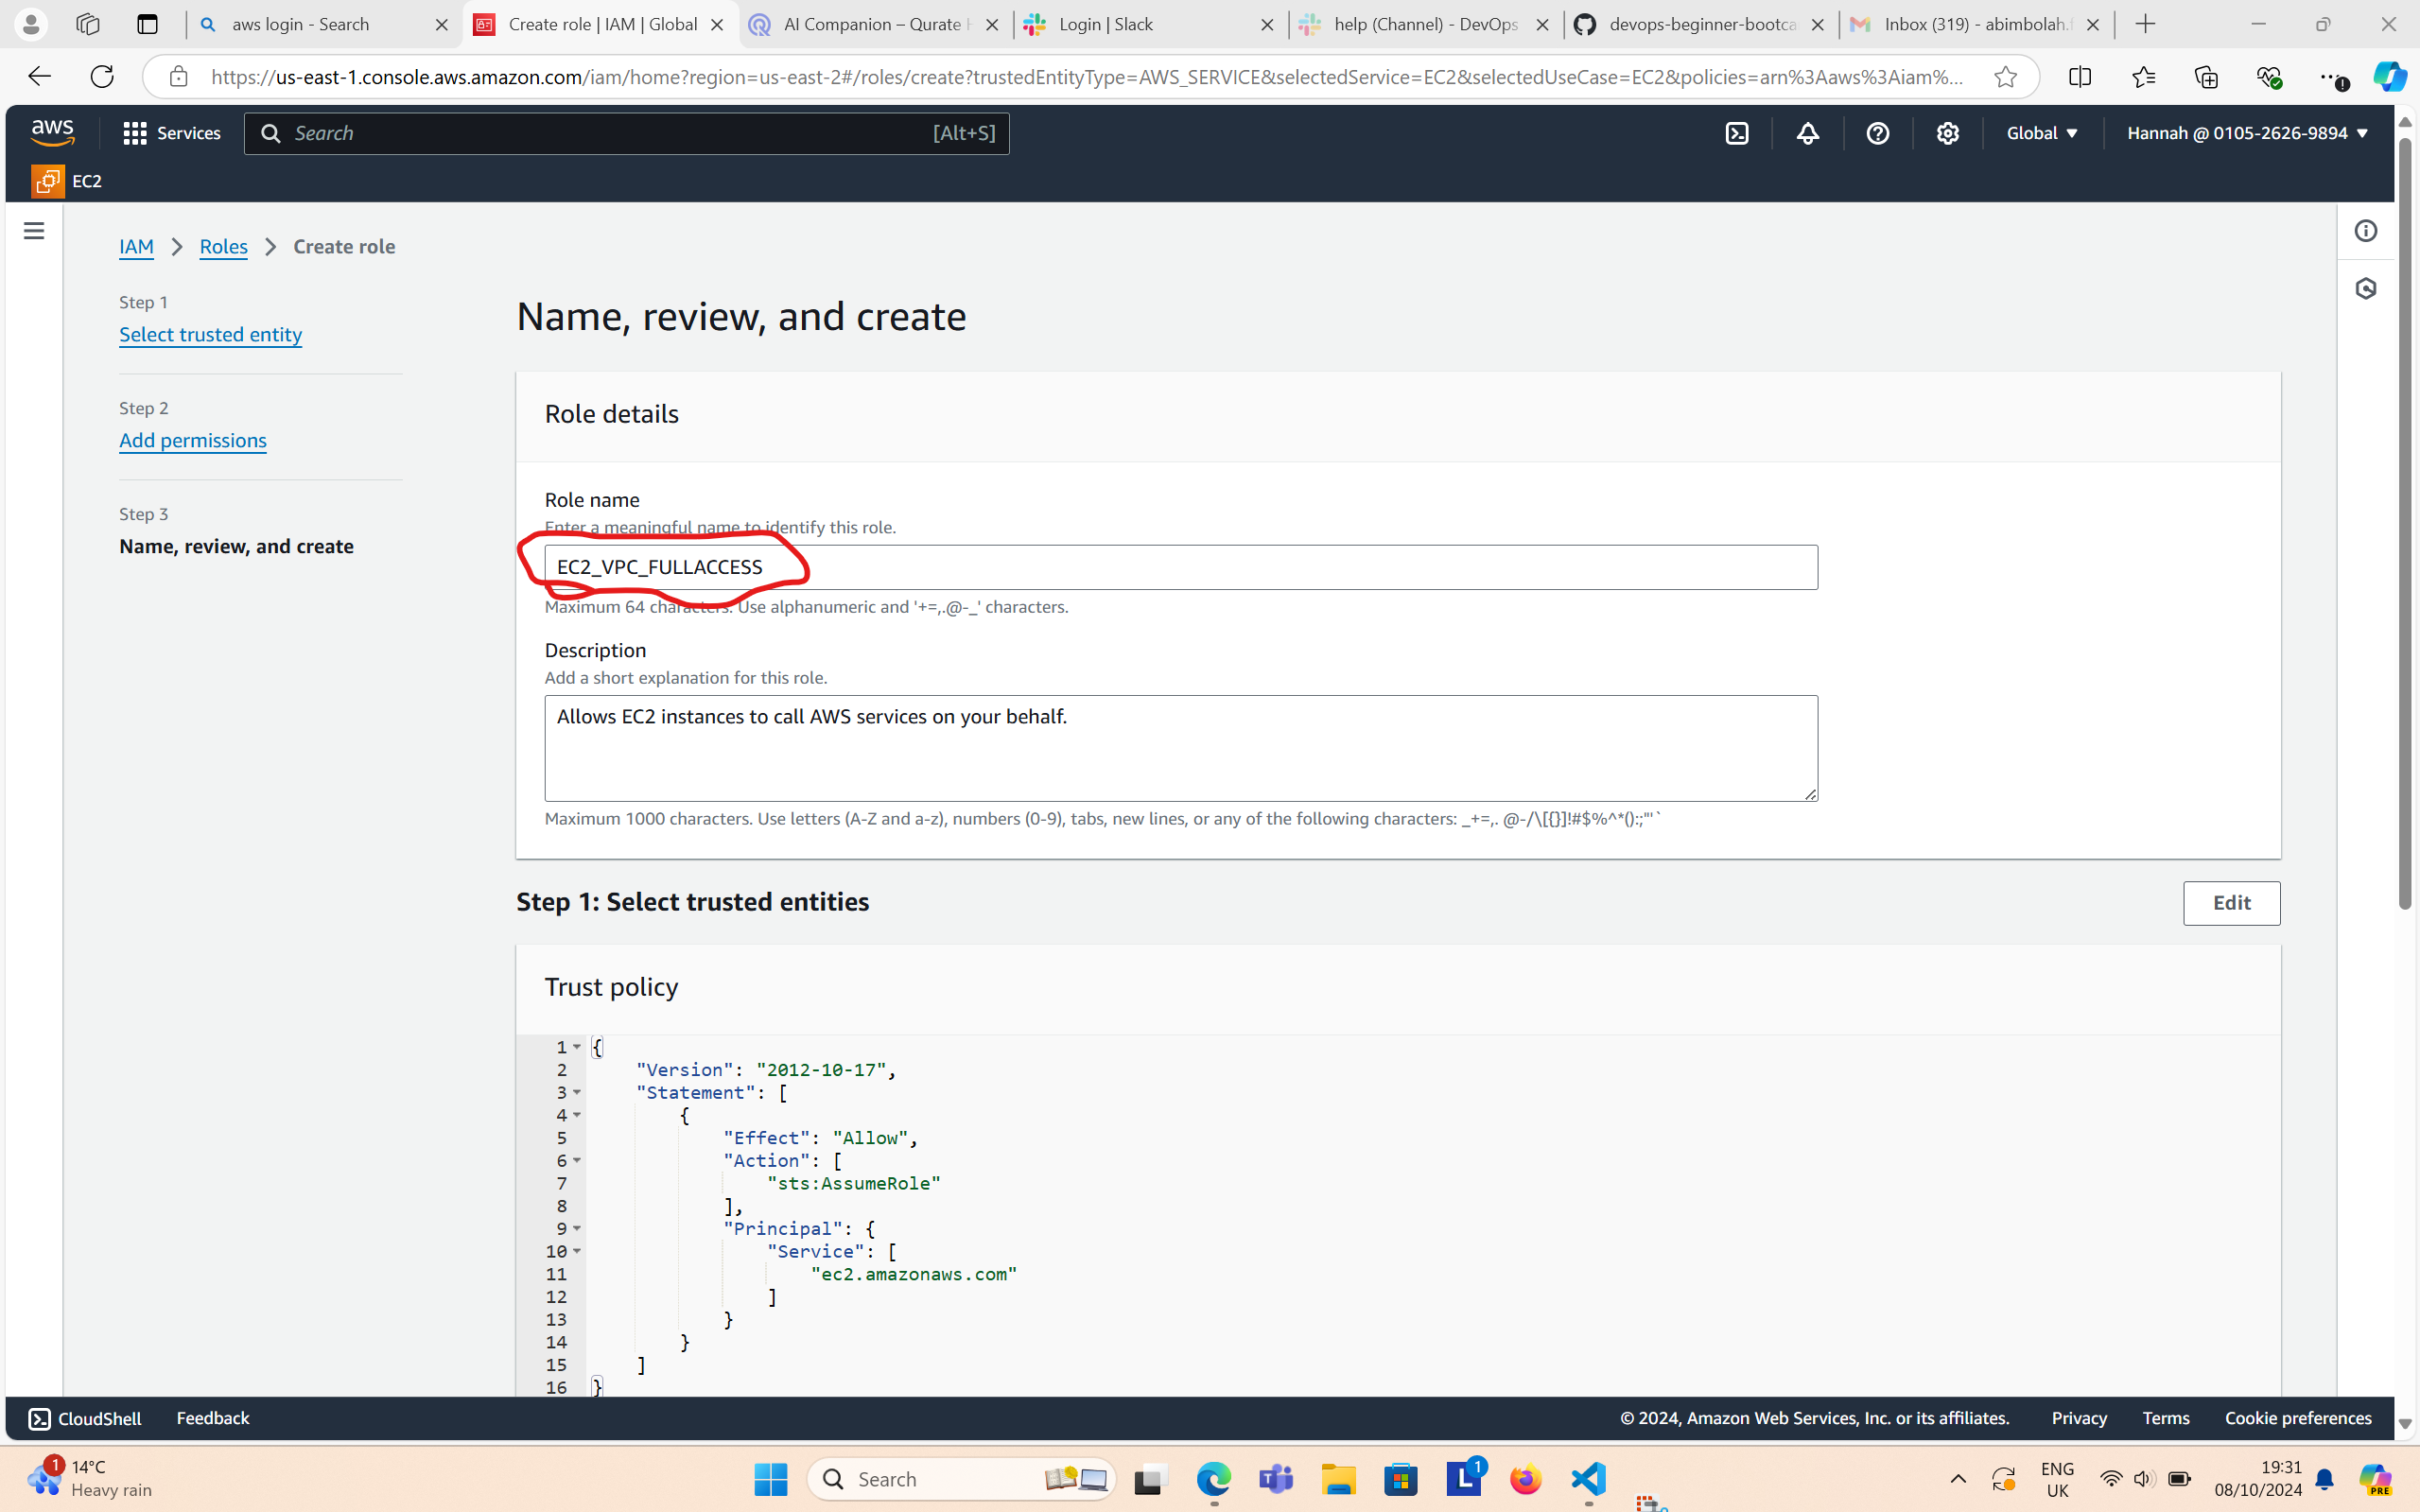 aws login - Search
Create role | IAM | Global
AI Companion – Qurate H
Login | Slack
help (Channel) - DevOps
devops-beginner-bootca
Inbox (319) - abimbolah.f
https://us-east-1.console.aws.amazon.com/iam/home?region=us-east-2#/roles/create?trustedEntityType=AWS_SERVICE&selectedService=EC2&selectedUseCase=EC2&policies=arn%3Aaws%3Aiam%...
aws
Services
Search
[Alt+S]
Global
Hannah @ 0105-2626-9894
EC2
IAM > Roles > Create role
Step 1
Select trusted entity
Step 2
Add permissions
Step 3
Name, review, and create
Name, review, and create
Role details
Role name
Enter a meaningful name to identify this role.
EC2_VPC_FULLACCESS
Maximum 64 characters. Use alphanumeric and '+=,.@-_' characters.
Description
Add a short explanation for this role.
Allows EC2 instances to call AWS services on your behalf.
Maximum 1000 characters. Use letters (A-Z and a-z), numbers (0-9), tabs, new lines, or any of the following characters: _+=,. @-/\[{}]!#$%^*();:"'`
Step 1: Select trusted entities
Edit
Trust policy
1 {
2 "Version": "2012-10-17",
3 "Statement": [
4 {
5 "Effect": "Allow",
6 "Action": [
7 "sts:AssumeRole"
8 ],
9 "Principal": {
10 "Service": [
11 "ec2.amazonaws.com"
12 ]
13 }
14 }
15 ]
16 }
CloudShell
Feedback
© 2024, Amazon Web Services, Inc. or its affiliates.
Privacy
Terms
Cookie preferences
1
14°C
Heavy rain
Search
L
1
PRE
ENG
UK
19:31
08/10/2024